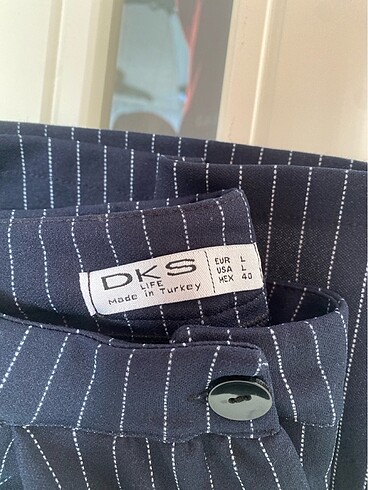 DKS
LIFE
Made in Turkey
EUR L
USA L
MEX 40